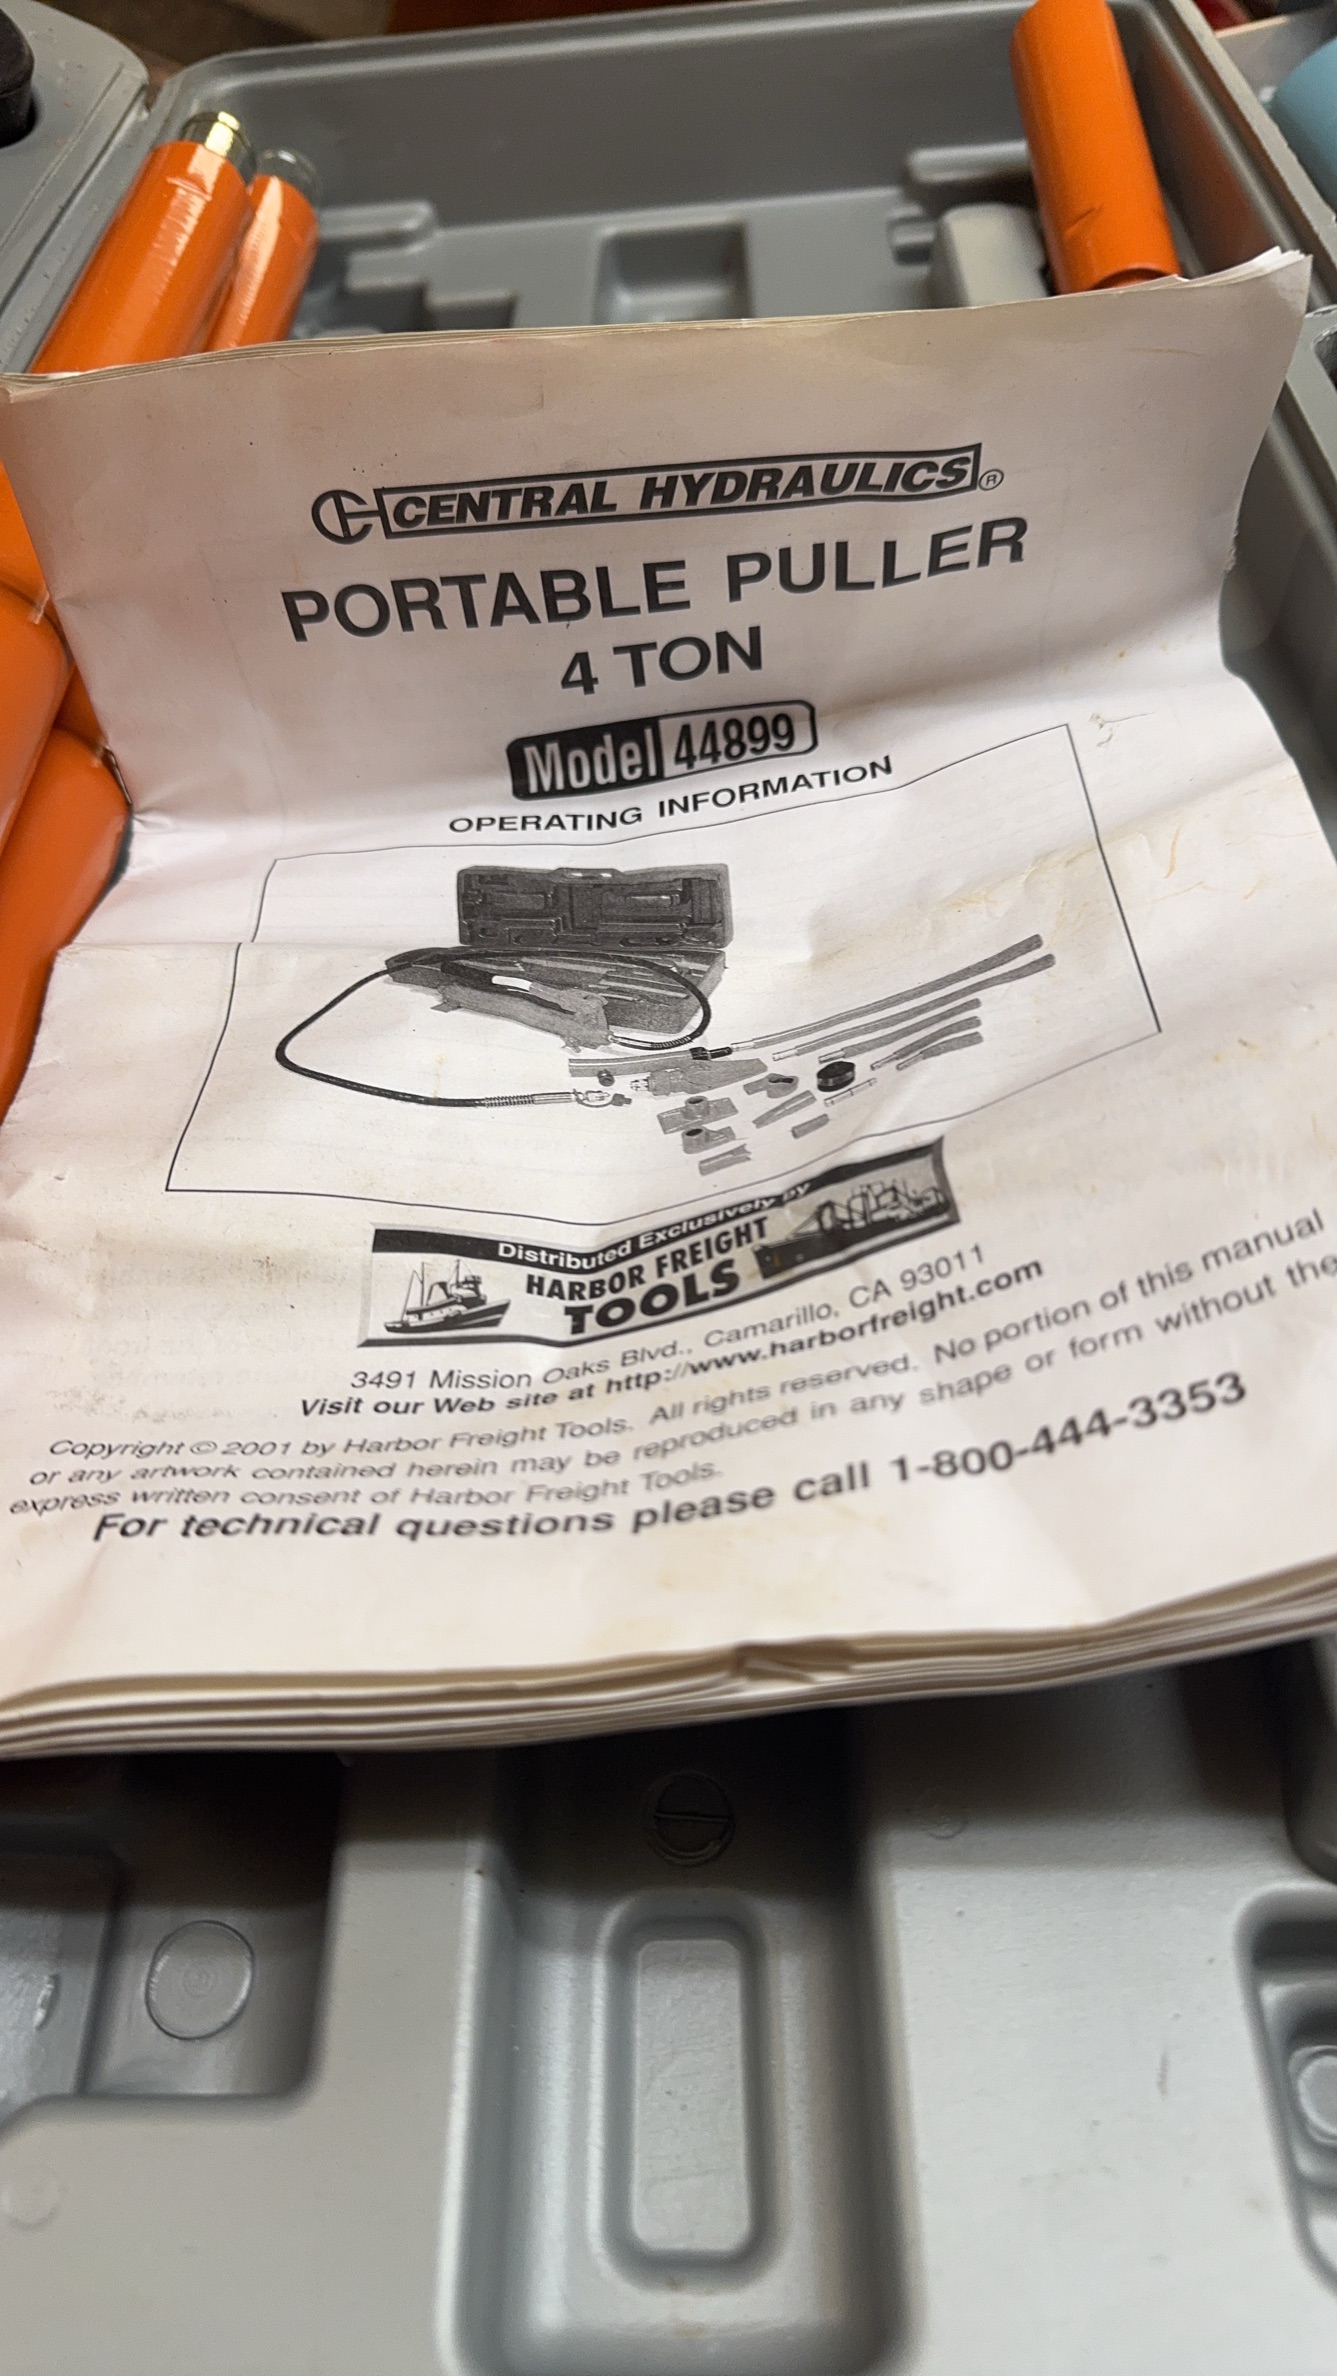 CH CENTRAL HYDRAULICS®
PORTABLE PULLER
4 TON
Model 44899
OPERATING INFORMATION
Distributed Exclusively by
HARBOR FREIGHT
TOOLS
3491 Mission Oaks Blvd., Camarillo, CA 93011
Visit our Web site at http://www.harborfreight.com
Copyright © 2001 by Harbor Freight Tools. All rights reserved. No portion of this manual
or any artwork contained herein may be reproduced in any shape or form without the
express written consent of Harbor Freight Tools.
For technical questions please call 1-800-444-3353